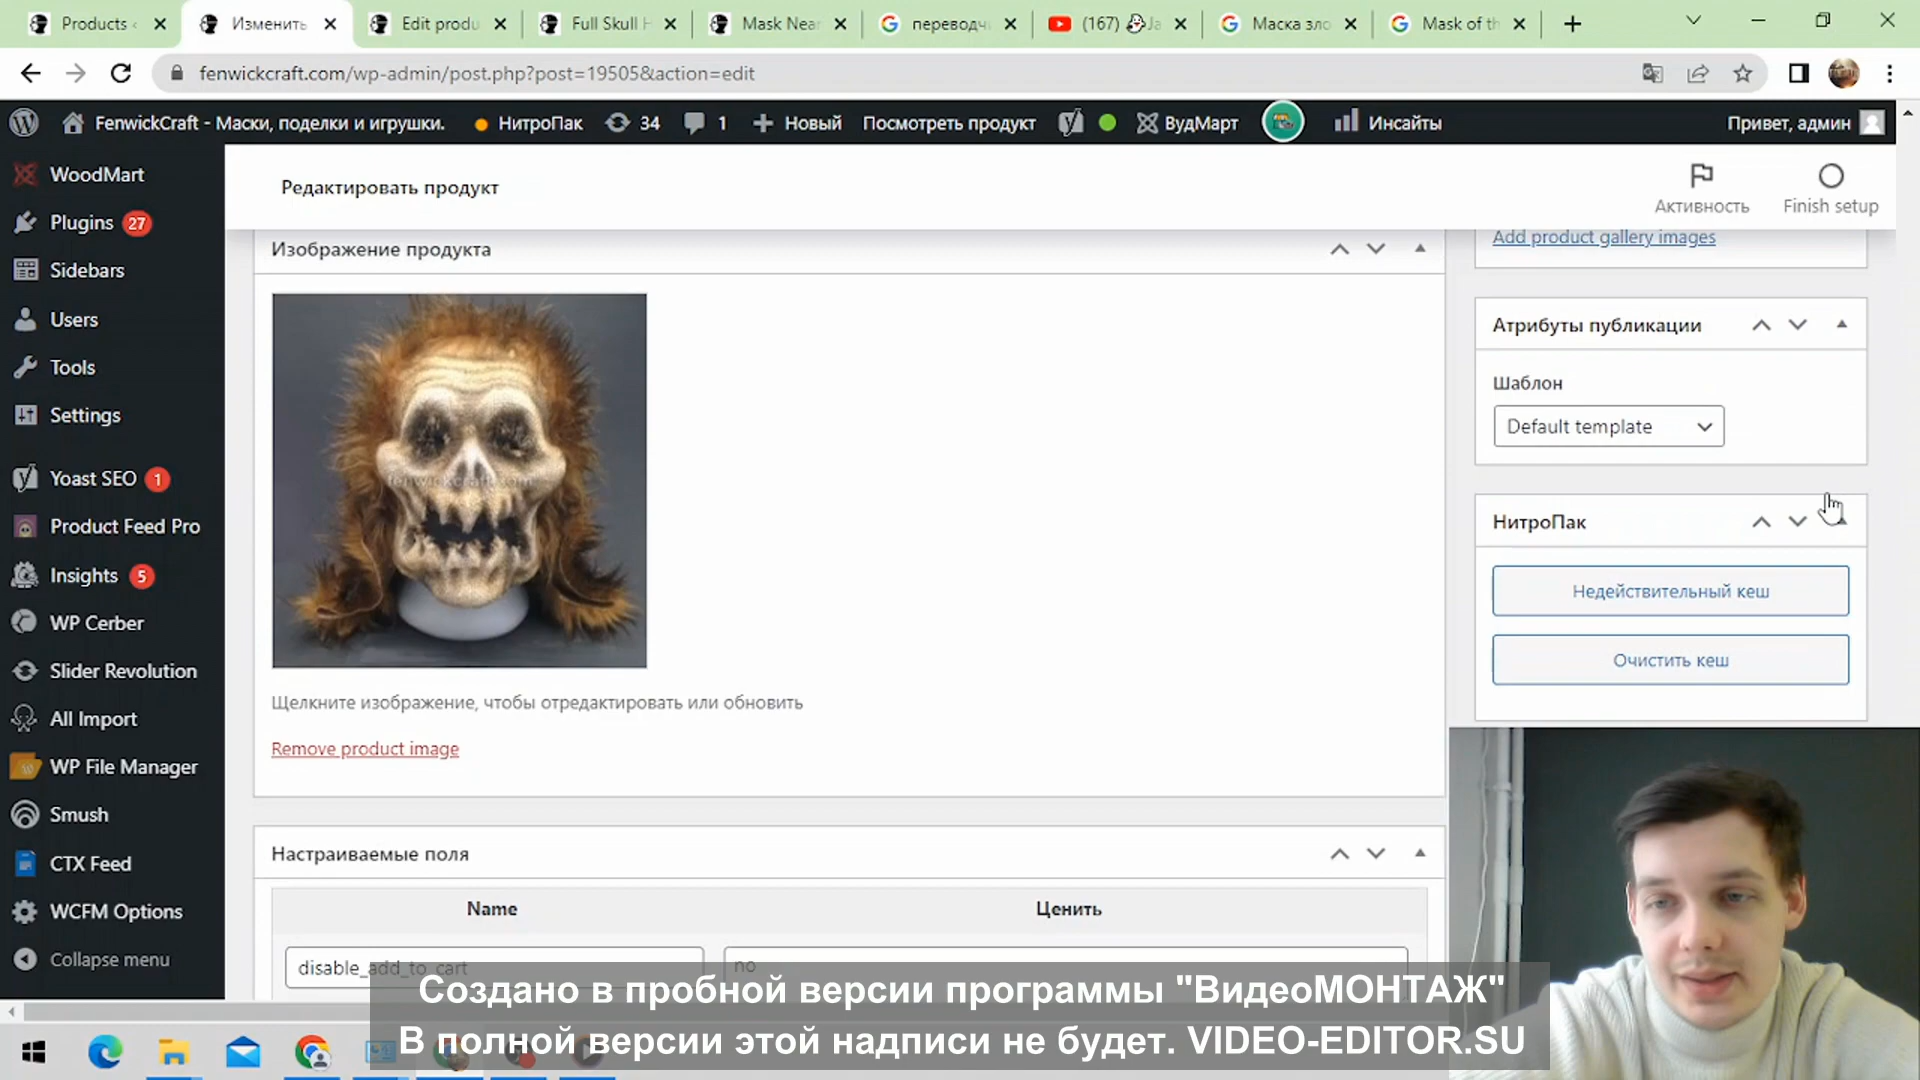 Products
Изменить
Edit produ
Full Skull H
Mask Near
переводч
(167)
Маска зло
Mask of th
fenwickcraft.com/wp-admin/post.php?post=19505&action=edit
FenwickCraft - Маски, поделки и игрушки.
НитроПак
34
1
Новый
Посмотреть продукт
ВудМарт
Инсайты
Привет, админ
WoodMart
Plugins 27
Sidebars
Users
Tools
Settings
Yoast SEO 1
Product Feed Pro
Insights 5
WP Cerber
Slider Revolution
All Import
WP File Manager
Smush
CTX Feed
WCFM Options
Collapse menu
Редактировать продукт
Активность
Finish setup
Изображение продукта
fenwickcraft.com
Щелкните изображение, чтобы отредактировать или обновить
Remove product image
Настраиваемые поля
Name
Ценить
disable_add_to_cart
no
Add product gallery images
Атрибуты публикации
Шаблон
Default template
НитроПак
Недействительный кеш
Очистить кеш
Создано в пробной версии программы "ВидеоМОНТАЖ"
В полной версии этой надписи не будет. VIDEO-EDITOR.SU